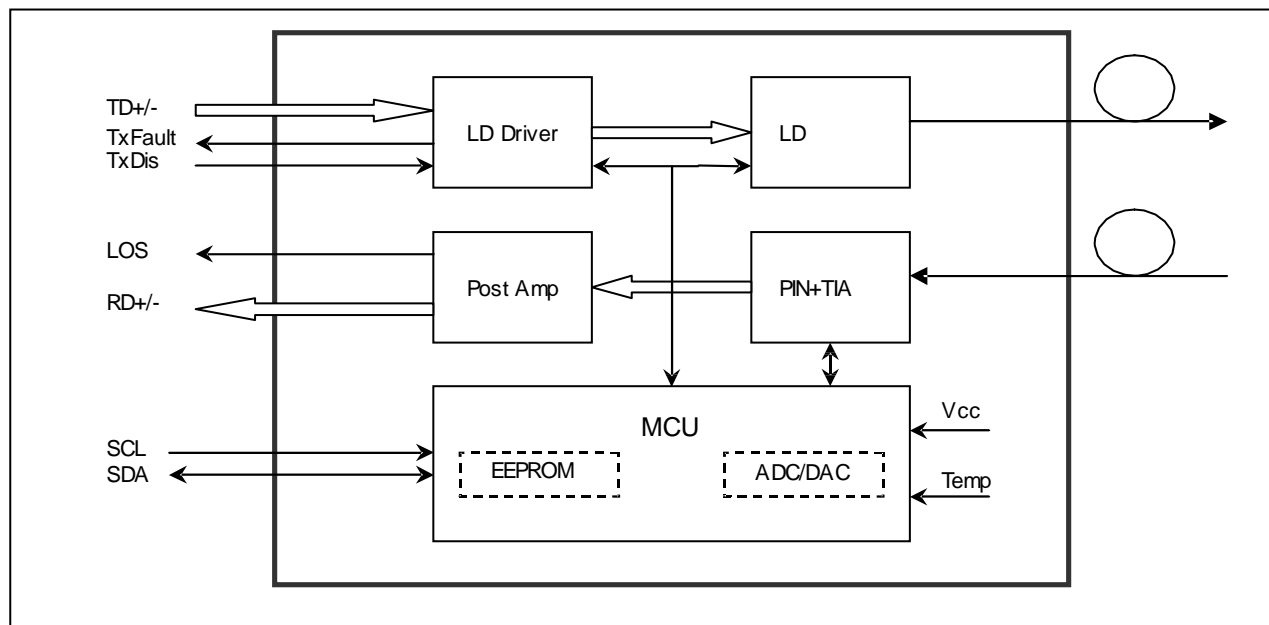 TD+/-
TxFault
TxDis
LD Driver
LD
LOS
RD+/-
Post Amp
PIN+TIA
SCL
SDA
MCU
EEPROM
ADC/DAC
Vcc
Temp